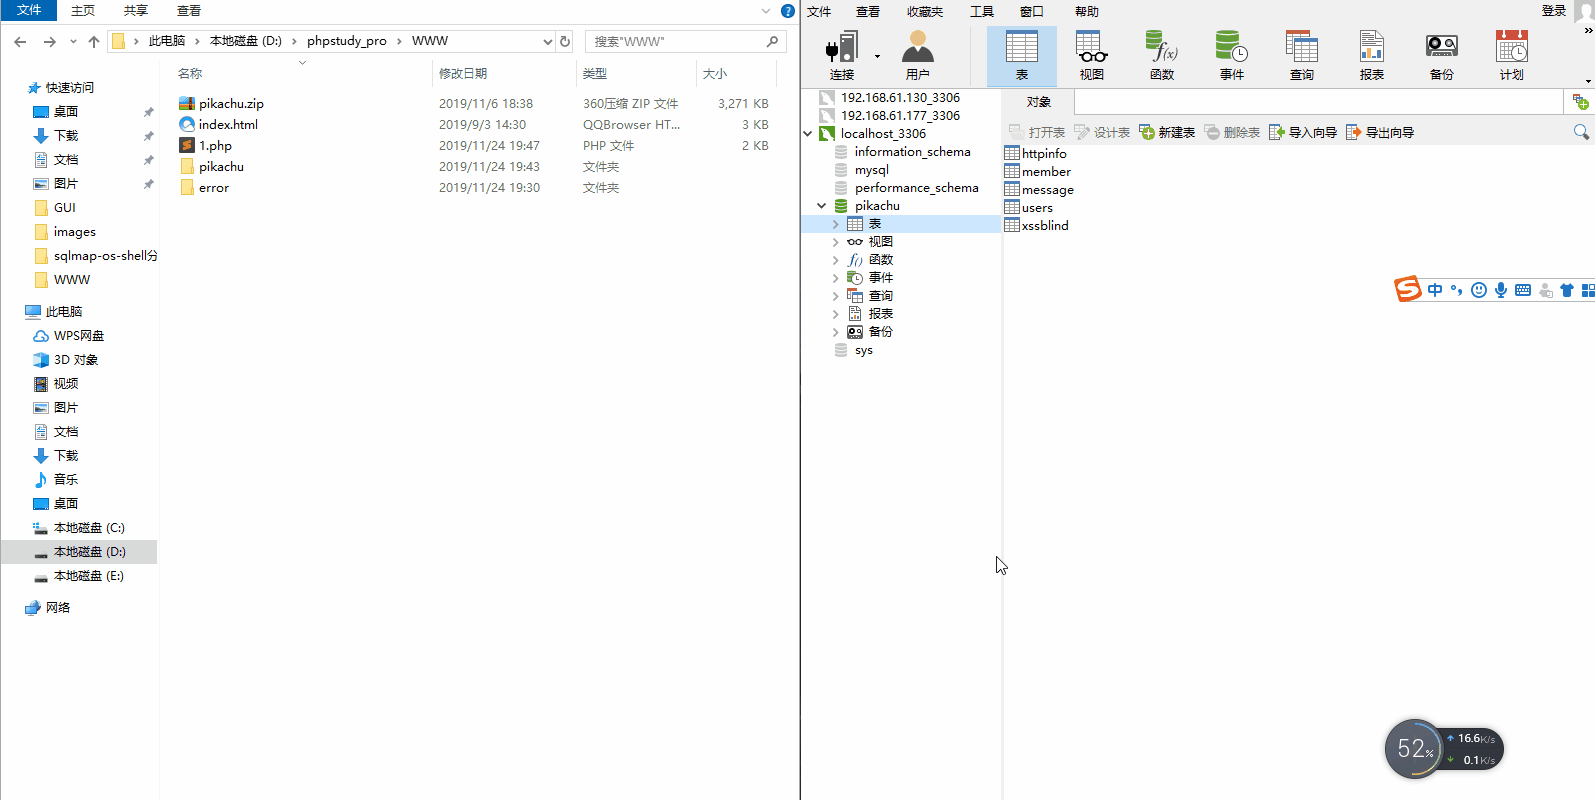 文件 主页 共享 查看
此电脑 › 本地磁盘 (D:) › phpstudy_pro › WWW
搜索"WWW"
名称 修改日期 类型 大小
pikachu.zip 2019/11/6 18:38 360压缩 ZIP 文件 3,271 KB
index.html 2019/9/3 14:30 QQBrowser HT... 3 KB
1.php 2019/11/24 19:47 PHP 文件 2 KB
pikachu 2019/11/24 19:43 文件夹
error 2019/11/24 19:30 文件夹
快速访问
桌面
下载
文档
图片
GUI
images
sqlmap-os-shell分
WWW
此电脑
WPS网盘
3D 对象
视频
图片
文档
下载
音乐
桌面
本地磁盘 (C:)
本地磁盘 (D:)
本地磁盘 (E:)
网络
文件 查看 收藏夹 工具 窗口 帮助 登录
连接 用户 表 视图 函数 事件 查询 报表 备份 计划
192.168.61.130_3306
192.168.61.177_3306
localhost_3306
information_schema
mysql
performance_schema
pikachu
表
视图
函数
事件
查询
报表
备份
sys
对象
打开表 设计表 新建表 删除表 导入向导 导出向导
httpinfo
member
message
users
xssblind
中
52%
16.6K/s
0.1K/s